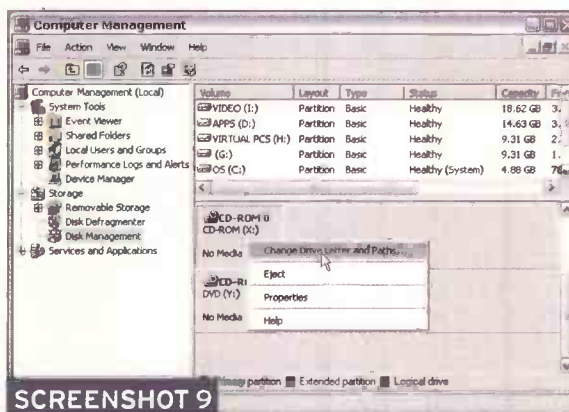 Computer Management
File Action View Window Help
Computer Management (Local)
System Tools
Event Viewer
Shared Folders
Local Users and Groups
Performance Logs and Alerts
Device Manager
Storage
Removable Storage
Disk Defragmenter
Disk Management
Services and Applications
Volume Layout Type Status Capacity
VIDEO (I:) Partition Basic Healthy 18.62 GB 3.
APPS (D:) Partition Basic Healthy 14.63 GB 3.
VIRTUAL PCS (H:) Partition Basic Healthy 9.31 GB 2.
(G:) Partition Basic Healthy 9.31 GB 1.
OS (C:) Partition Basic Healthy (System) 4.88 GB
CD-ROM 0
CD-ROM (X:)
No Media
Change Drive Letter and Paths...
Eject
Properties
Help
DVD (Y:)
No Media
partition Extended partition Logical drive
SCREENSHOT 9